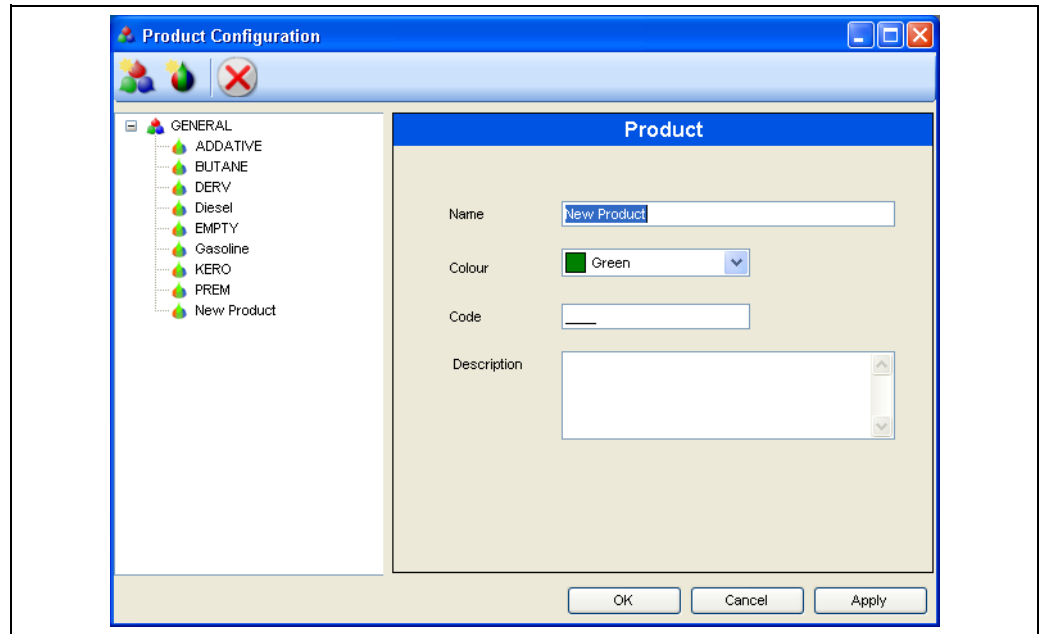 Product Configuration
GENERAL
ADDATIVE
BUTANE
DERV
Diesel
EMPTY
Gasoline
KERO
PREM
New Product
Product
Name
New Product
Colour
Green
Code
____
Description
OK
Cancel
Apply